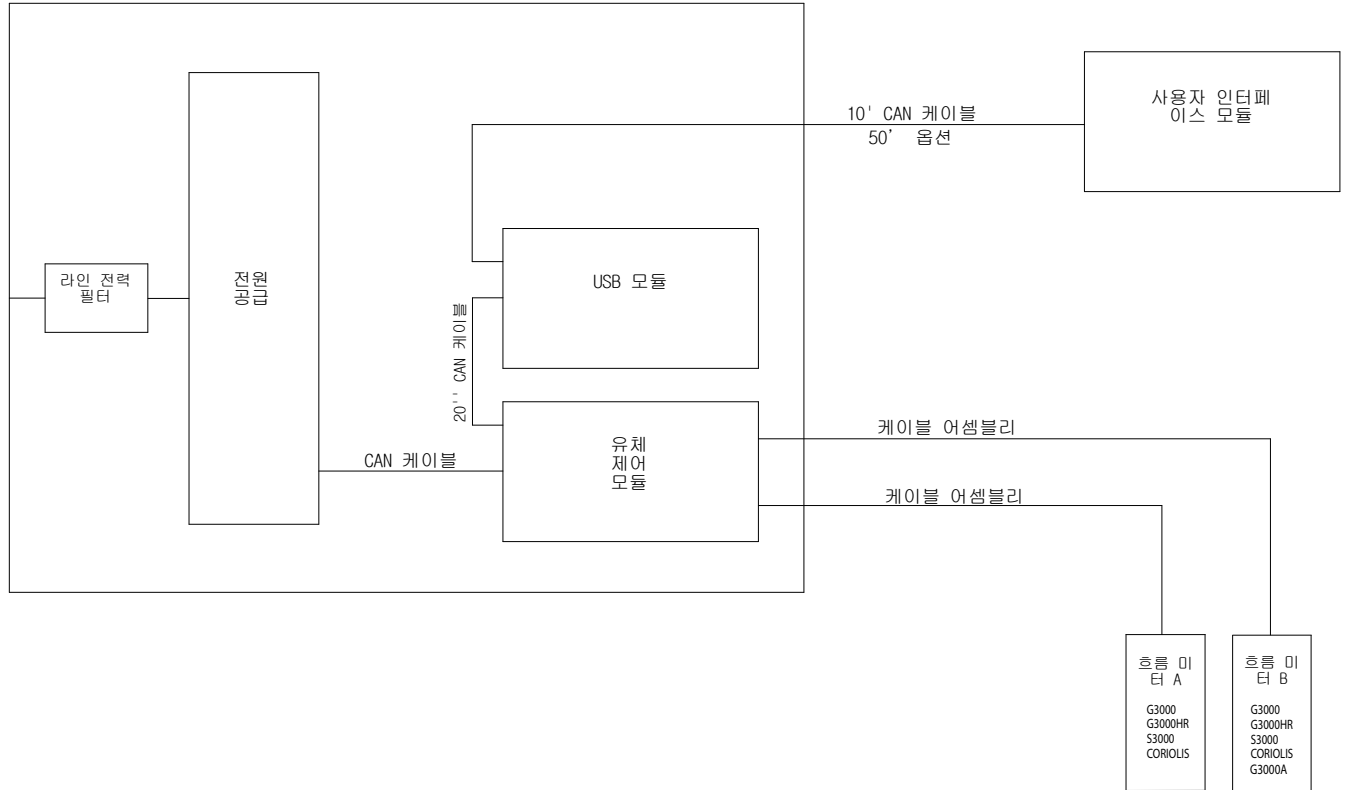 사용자 인터페
이스 모듈
10' CAN 케이블
50' 옵션
라인 전력
필터
전원
공급
USB 모듈
20'' CAN 케이블
유체
제어
모듈
CAN 케이블
케이블 어셈블리
케이블 어셈블리
흐름 미
터 A
G3000
G3000HR
S3000
CORIOLIS
흐름 미
터 B
G3000
G3000HR
S3000
CORIOLIS
G3000A